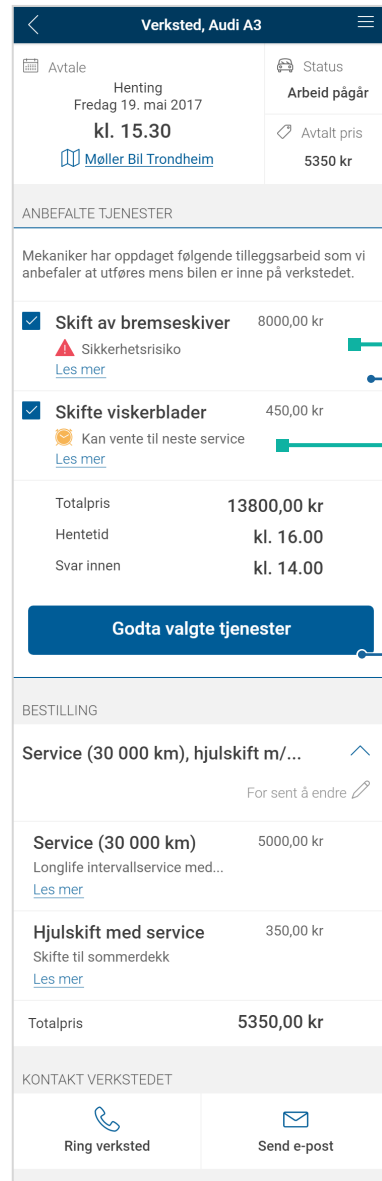 Verksted, Audi A3
Avtale
Henting
Fredag 19. mai 2017
kl. 15.30
Møller Bil Trondheim
Status
Arbeid pågår
Avtalt pris
5350 kr
ANBEFALTE TJENESTER
Mekaniker har oppdaget følgende tilleggsarbeid som vi
anbefaler at utføres mens bilen er inne på verkstedet.
Skift av bremseskiver 8000,00 kr
Sikkerhetsrisiko
Les mer
Skifte viskerblader 450,00 kr
Kan vente til neste service
Les mer
Totalpris 13800,00 kr
Hentetid kl. 16.00
Svar innen kl. 14.00
Godta valgte tjenester
BESTILLING
Service (30 000 km), hjulskift m/...
For sent å endre
Service (30 000 km) 5000,00 kr
Longlife intervallservice med...
Les mer
Hjulskift med service 350,00 kr
Skifte til sommerdekk
Les mer
Totalpris 5350,00 kr
KONTAKT VERKSTEDET
Ring verksted Send e-post